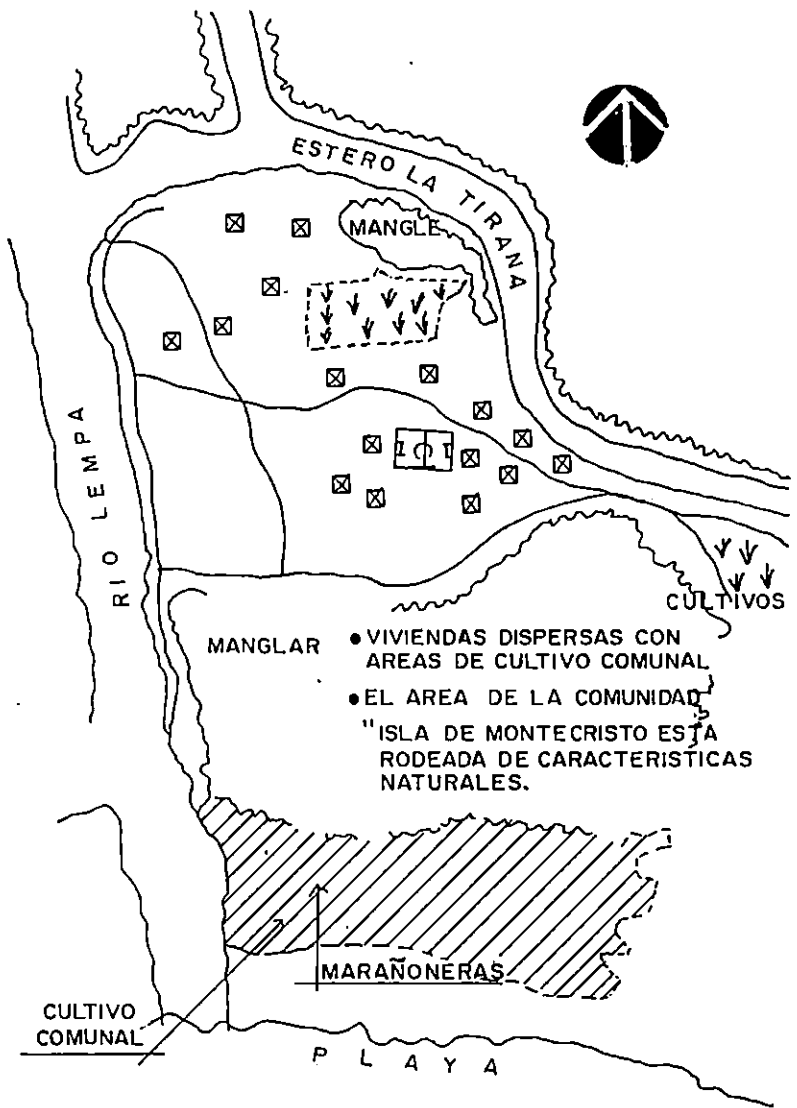 ESTERO LA TIRANA
MANGLE
RIO LEMPA
CULTIVOS
MANGLAR
• VIVIENDAS DISPERSAS CON
AREAS DE CULTIVO COMUNAL
• EL AREA DE LA COMUNIDAD
"ISLA DE MONTECRISTO ESTA
RODEADA DE CARACTERISTICAS
NATURALES.
MARAÑONERAS
CULTIVO
COMUNAL
PLAYA